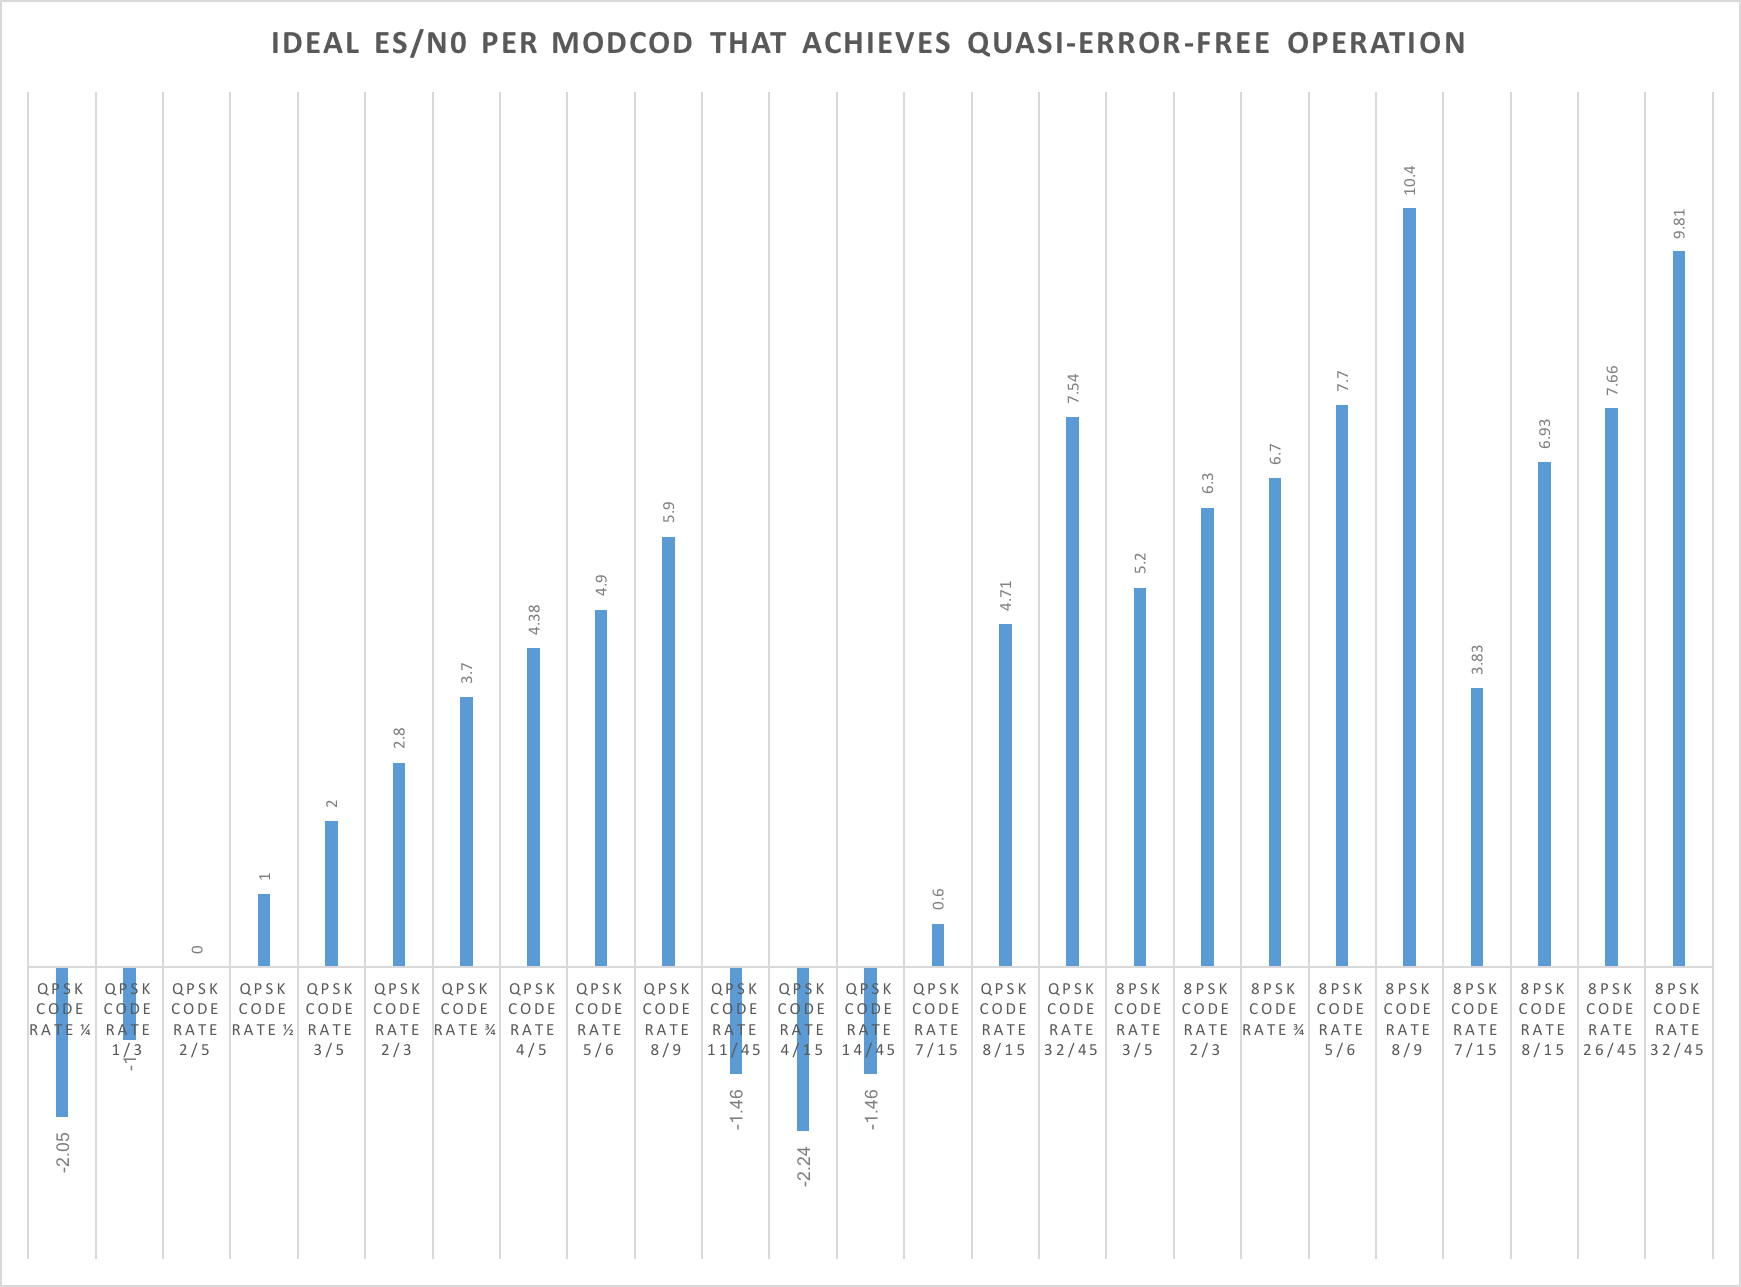 IDEAL ES/N0 PER MODCOD THAT ACHIEVES QUASI-ERROR-FREE OPERATION
-2.05
-1
0
1
2
2.8
3.7
4.38
4.9
5.9
-1.46
-2.24
-1.46
0.6
4.71
7.54
5.2
6.3
6.7
7.7
10.4
3.83
6.93
7.66
9.81
QPSK
CODE
RATE ¼
QPSK
CODE
RATE
1/3
QPSK
CODE
RATE
2/5
QPSK
CODE
RATE ½
QPSK
CODE
RATE
3/5
QPSK
CODE
RATE
2/3
QPSK
CODE
RATE ¾
QPSK
CODE
RATE
4/5
QPSK
CODE
RATE
5/6
QPSK
CODE
RATE
8/9
QPSK
CODE
RATE
11/45
QPSK
CODE
RATE
4/15
QPSK
CODE
RATE
14/45
QPSK
CODE
RATE
7/15
QPSK
CODE
RATE
8/15
QPSK
CODE
RATE
32/45
8PSK
CODE
RATE
3/5
8PSK
CODE
RATE
2/3
8PSK
CODE
RATE ¾
8PSK
CODE
RATE
5/6
8PSK
CODE
RATE
8/9
8PSK
CODE
RATE
7/15
8PSK
CODE
RATE
8/15
8PSK
CODE
RATE
26/45
8PSK
CODE
RATE
32/45